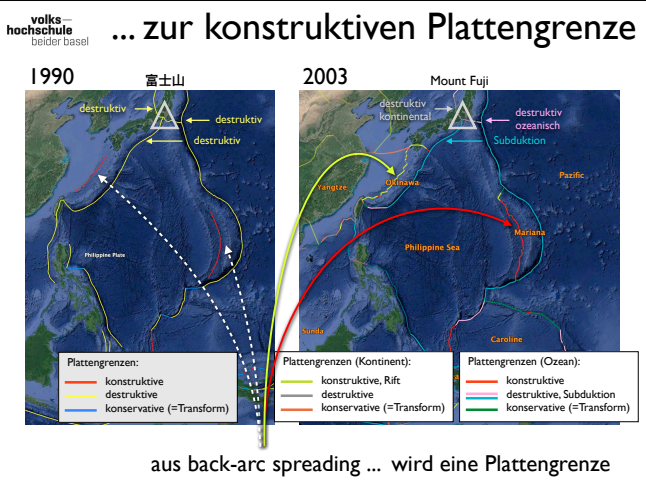 volks—
hochschule
beider basel
... zur konstruktiven Plattengrenze
1990
富士山
2003
Mount Fuji
destruktiv
destruktiv
destruktiv
Philippine Plate
destruktiv
kontinental
destruktiv
ozeanisch
Subduktion
Pacific
Yangtze
Okinawa
Mariana
Philippine Sea
Sunda
Caroline
Plattengrenzen:
konstruktive
destruktive
konservative (=Transform)
Plattengrenzen (Kontinent):
konstruktive, Rift
destruktive
konservative (=Transform)
Plattengrenzen (Ozean):
konstruktive
destruktive, Subduktion
konservative (=Transform)
aus back-arc spreading ... wird eine Plattengrenze